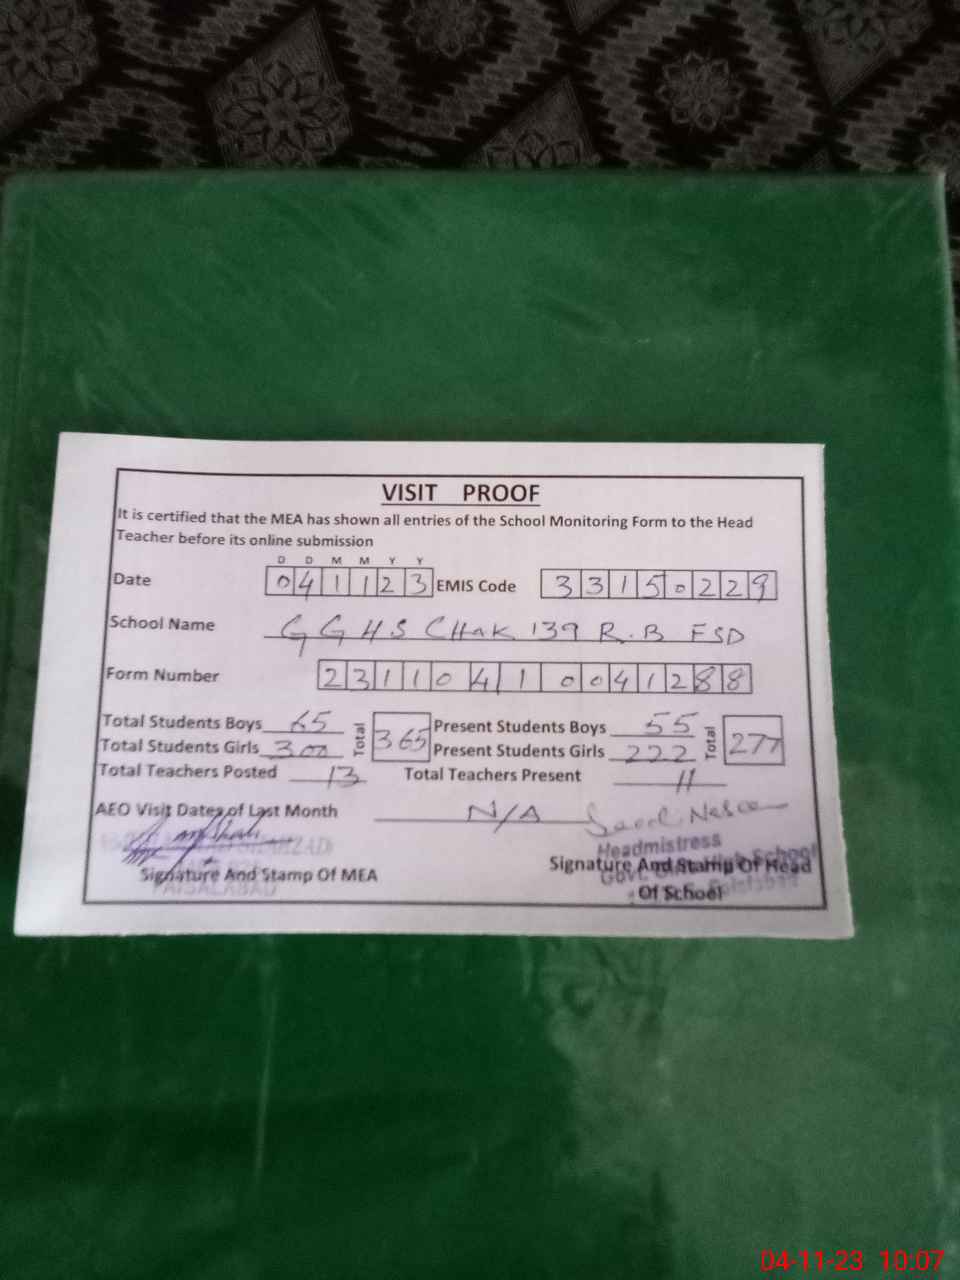 VISIT PROOF
It is certified that the MEA has shown all entries of the School Monitoring Form to the Head
Teacher before its online submission
D D M M Y Y
Date 041123 EMIS Code 33150229
School Name GGHS CHak 139 R.B FSD
Form Number 23110410041288
Total Students Boys 65 Total 365 Present Students Boys 55 Total 277
Total Students Girls 300 Present Students Girls 222
Total Teachers Posted 13 Total Teachers Present 11
AEO Visit Dates of Last Month N/A
Headmistress
Signature And Stamp Of MEA
Signature And Stamp Of Head
Of School
FAISALABAD
04-11-23 10:07